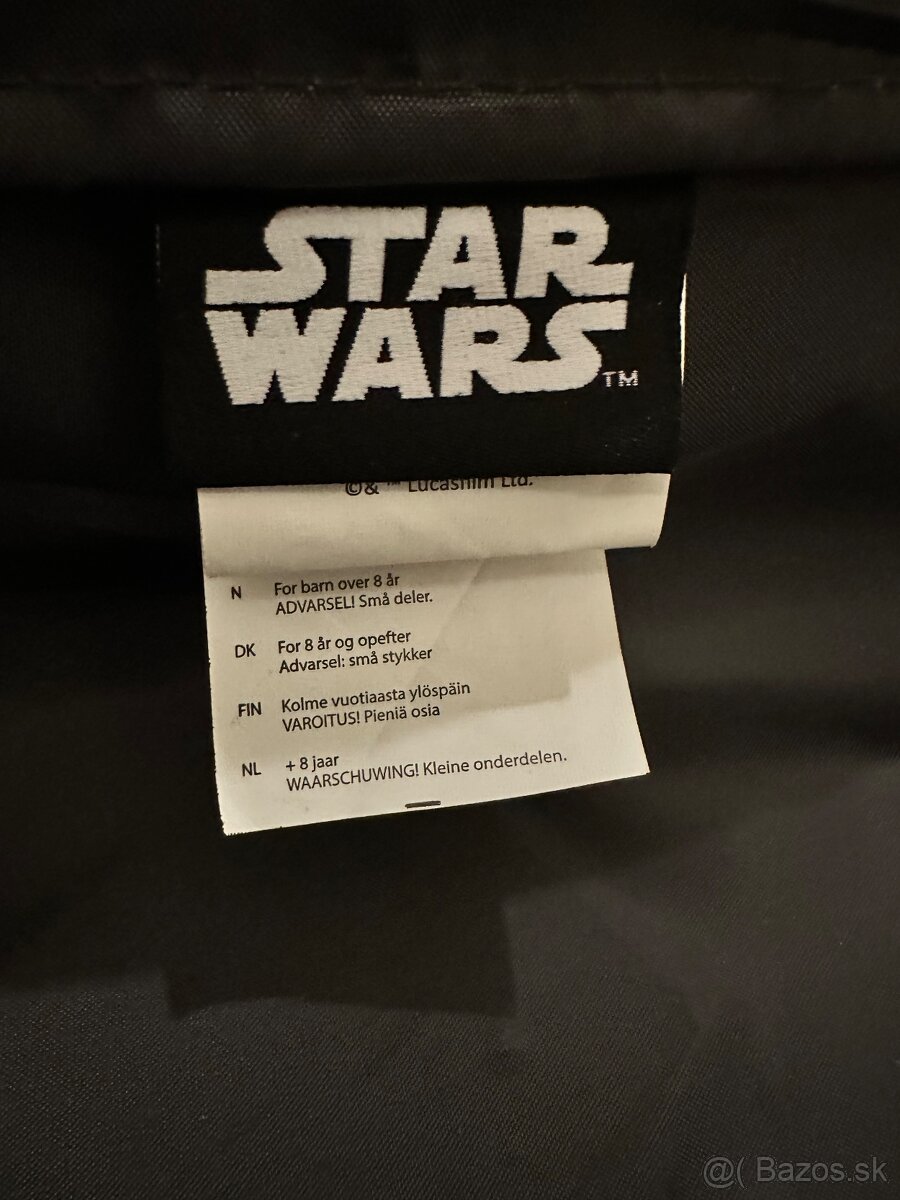 STAR
WARS
TM
©& ™ Lucasfilm Ltd.
N For barn over 8 år
ADVARSEL! Små deler.
DK For 8 år og opefter
Advarsel: små stykker
FIN Kolme vuotiaasta ylöspäin
VAROITUS! Pieniä osia
NL + 8 jaar
WAARSCHUWING! Kleine onderdelen.
@( Bazos.sk